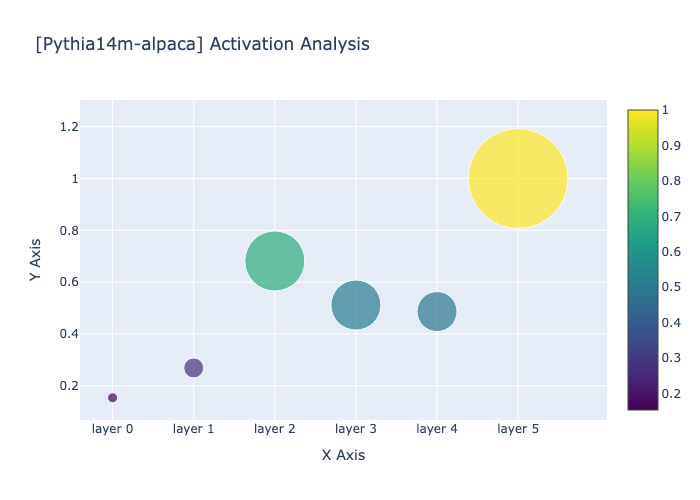 [Pythia14m-alpaca] Activation Analysis
1.2
1
0.8
0.6
0.4
0.2
Y Axis
layer 0
layer 1
layer 2
layer 3
layer 4
layer 5
X Axis
1
0.9
0.8
0.7
0.6
0.5
0.4
0.3
0.2